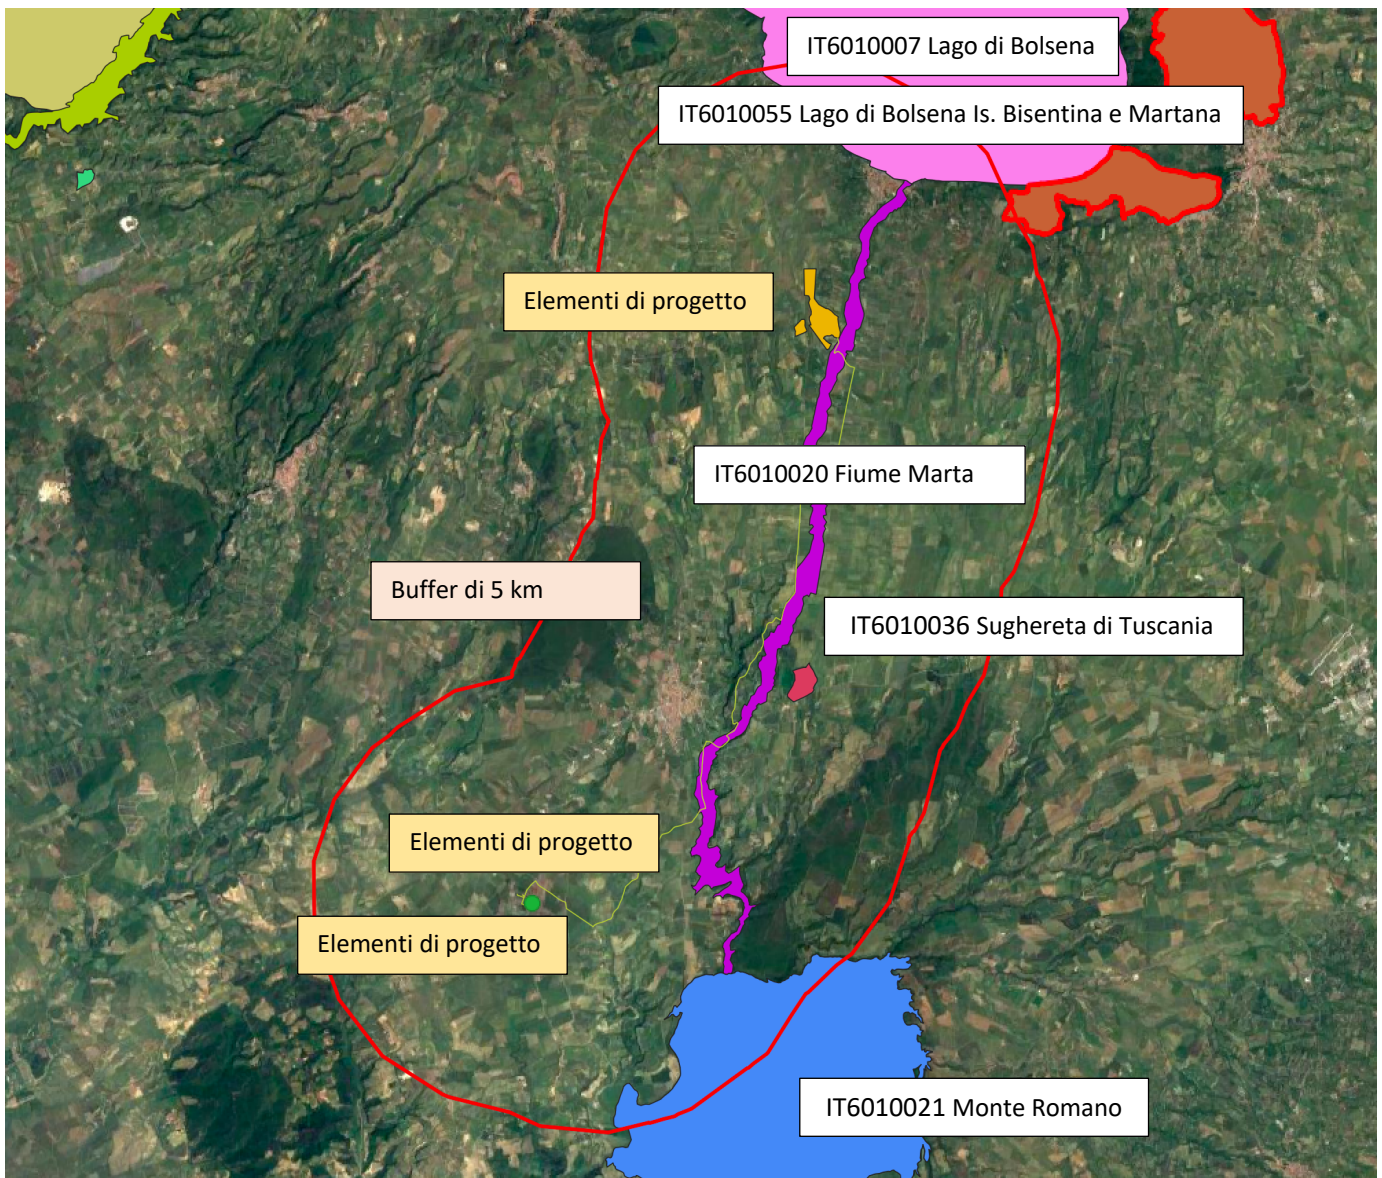 IT6010007 Lago di Bolsena
IT6010055 Lago di Bolsena Is. Bisentina e Martana
Elementi di progetto
IT6010020 Fiume Marta
Buffer di 5 km
IT6010036 Sughereta di Tuscania
Elementi di progetto
Elementi di progetto
IT6010021 Monte Romano